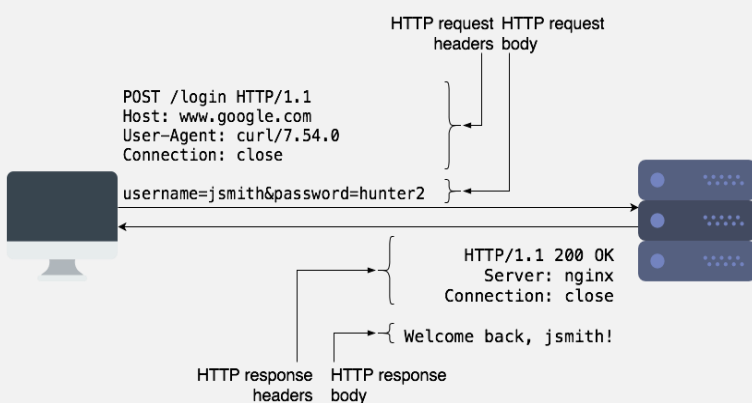 HTTP request headers
HTTP request body
POST /login HTTP/1.1
Host: www.google.com
User-Agent: curl/7.54.0
Connection: close
username=jsmith&password=hunter2
HTTP/1.1 200 OK
Server: nginx
Connection: close
Welcome back, jsmith!
HTTP response headers
HTTP response body